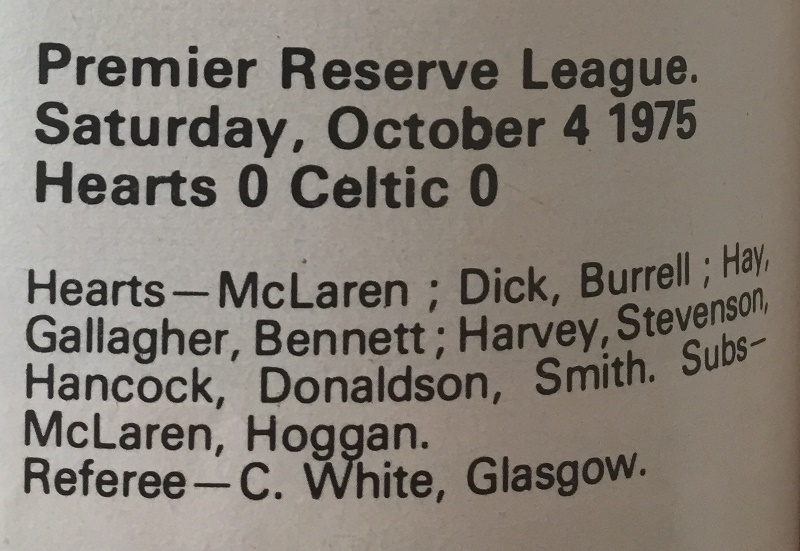 Premier Reserve League.
Saturday, October 4 1975
Hearts 0 Celtic 0
Hearts—McLaren ; Dick, Burrell ; Hay,
Gallagher, Bennett ; Harvey, Stevenson,
Hancock, Donaldson, Smith. Subs—
McLaren, Hoggan.
Referee—C. White, Glasgow.